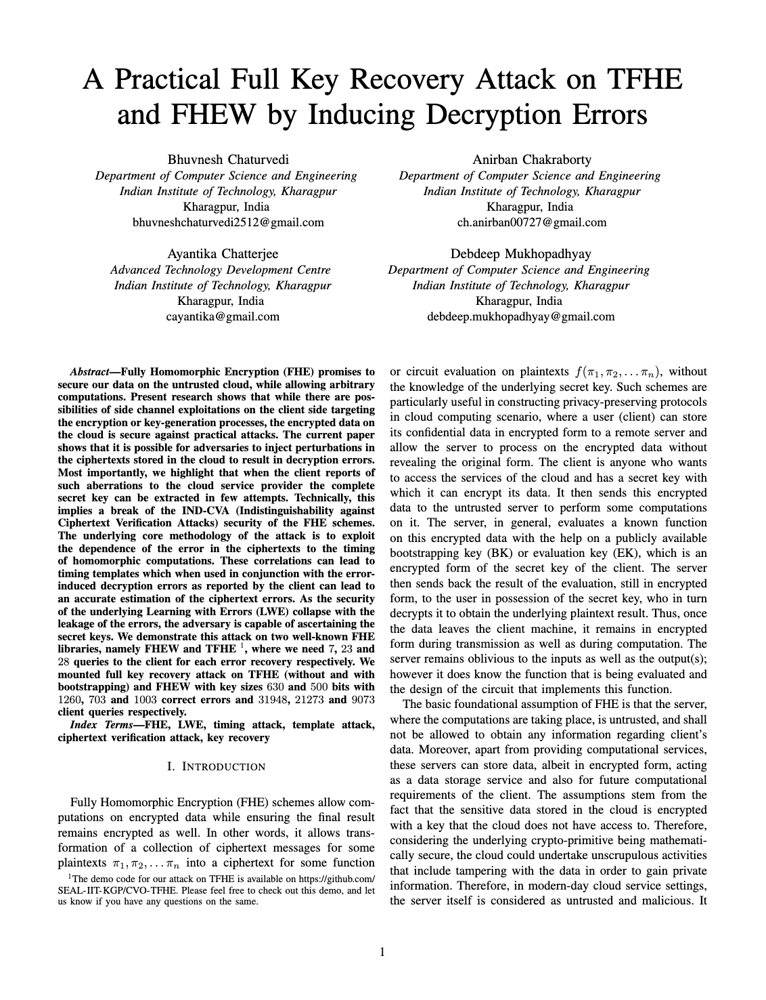 A Practical Full Key Recovery Attack on TFHE
and FHEW by Inducing Decryption Errors
Bhuvnesh Chaturvedi
Department of Computer Science and Engineering
Indian Institute of Technology, Kharagpur
Kharagpur, India
bhuvneshchaturvedi2512@gmail.com
Anirban Chakraborty
Department of Computer Science and Engineering
Indian Institute of Technology, Kharagpur
Kharagpur, India
ch.anirban00727@gmail.com
Ayantika Chatterjee
Advanced Technology Development Centre
Indian Institute of Technology, Kharagpur
Kharagpur, India
cayantika@gmail.com
Debdeep Mukhopadhyay
Department of Computer Science and Engineering
Indian Institute of Technology, Kharagpur
Kharagpur, India
debdeep.mukhopadhyay@gmail.com
Abstract—Fully Homomorphic Encryption (FHE) promises to
secure our data on the untrusted cloud, while allowing arbitrary
computations. Present research shows that while there are pos-
sibilities of side channel exploitations on the client side targeting
the encryption or key-generation processes, the encrypted data on
the cloud is secure against practical attacks. The current paper
shows that it is possible for adversaries to inject perturbations in
the ciphertexts stored in the cloud to result in decryption errors.
Most importantly, we highlight that when the client reports of
such aberrations to the cloud service provider the complete
secret key can be extracted in few attempts. Technically, this
implies a break of the IND-CVA (Indistinguishability against
Ciphertext Verification Attacks) security of the FHE schemes.
The underlying core methodology of the attack is to exploit
the dependence of the error in the ciphertexts to the timing
of homomorphic computations. These correlations can lead to
timing templates which when used in conjunction with the error-
induced decryption errors as reported by the client can lead to
an accurate estimation of the ciphertext errors. As the security
of the underlying Learning with Errors (LWE) collapse with the
leakage of the errors, the adversary is capable of ascertaining the
secret keys. We demonstrate this attack on two well-known FHE
libraries, namely FHEW and TFHE 1, where we need 7, 23 and
28 queries to the client for each error recovery respectively. We
mounted full key recovery attack on TFHE (without and with
bootstrapping) and FHEW with key sizes 630 and 500 bits with
1260, 703 and 1003 correct errors and 31948, 21273 and 9073
client queries respectively.
Index Terms—FHE, LWE, timing attack, template attack,
ciphertext verification attack, key recovery
I. INTRODUCTION
Fully Homomorphic Encryption (FHE) schemes allow com-
putations on encrypted data while ensuring the final result
remains encrypted as well. In other words, it allows trans-
formation of a collection of ciphertext messages for some
plaintexts π1, π2, . . . πn into a ciphertext for some function
1The demo code for our attack on TFHE is available on https://github.com/
SEAL-IIT-KGP/CVO-TFHE. Please feel free to check out this demo, and let
us know if you have any questions on the same.
or circuit evaluation on plaintexts f(π1, π2, . . . πn), without
the knowledge of the underlying secret key. Such schemes are
particularly useful in constructing privacy-preserving protocols
in cloud computing scenario, where a user (client) can store
its confidential data in encrypted form to a remote server and
allow the server to process on the encrypted data without
revealing the original form. The client is anyone who wants
to access the services of the cloud and has a secret key with
which it can encrypt its data. It then sends this encrypted
data to the untrusted server to perform some computations
on it. The server, in general, evaluates a known function
on this encrypted data with the help on a publicly available
bootstrapping key (BK) or evaluation key (EK), which is an
encrypted form of the secret key of the client. The server
then sends back the result of the evaluation, still in encrypted
form, to the user in possession of the secret key, who in turn
decrypts it to obtain the underlying plaintext result. Thus, once
the data leaves the client machine, it remains in encrypted
form during transmission as well as during computation. The
server remains oblivious to the inputs as well as the output(s);
however it does know the function that is being evaluated and
the design of the circuit that implements this function.
The basic foundational assumption of FHE is that the server,
where the computations are taking place, is untrusted, and shall
not be allowed to obtain any information regarding client's
data. Moreover, apart from providing computational services,
these servers can store data, albeit in encrypted form, acting
as a data storage service and also for future computational
requirements of the client. The assumptions stem from the
fact that the sensitive data stored in the cloud is encrypted
with a key that the cloud does not have access to. Therefore,
considering the underlying crypto-primitive being mathemati-
cally secure, the cloud could undertake unscrupulous activities
that include tampering with the data in order to gain private
information. Therefore, in modern-day cloud service settings,
the server itself is considered as untrusted and malicious. It
1